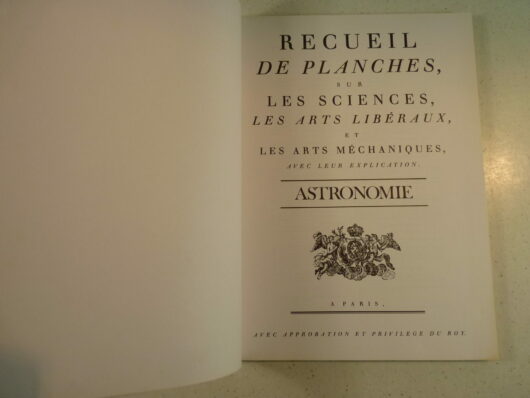 RECUEIL
DE PLANCHES,
SUR
LES SCIENCES,
LES ARTS LIBÉRAUX,
ET
LES ARTS MÉCHANIQUES,
AVEC LEUR EXPLICATION.
ASTRONOMIE
A PARIS,
AVEC APPROBATION ET PRIVILEGE DU ROY.